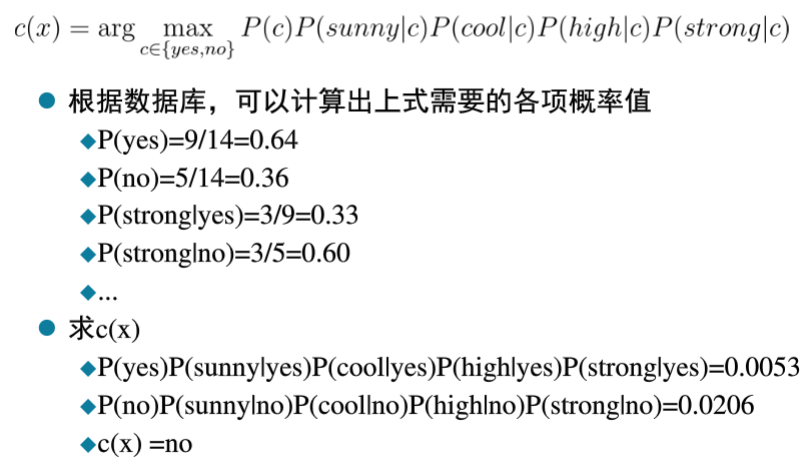 c(x) = arg max_{c∈{yes,no}} P(c)P(sunny|c)P(cool|c)P(high|c)P(strong|c)
● 根据数据库，可以计算出上式需要的各项概率值
◆P(yes)=9/14=0.64
◆P(no)=5/14=0.36
◆P(strong|yes)=3/9=0.33
◆P(strong|no)=3/5=0.60
◆...
● 求c(x)
◆P(yes)P(sunny|yes)P(cool|yes)P(high|yes)P(strong|yes)=0.0053
◆P(no)P(sunny|no)P(cool|no)P(high|no)P(strong|no)=0.0206
◆c(x) =no